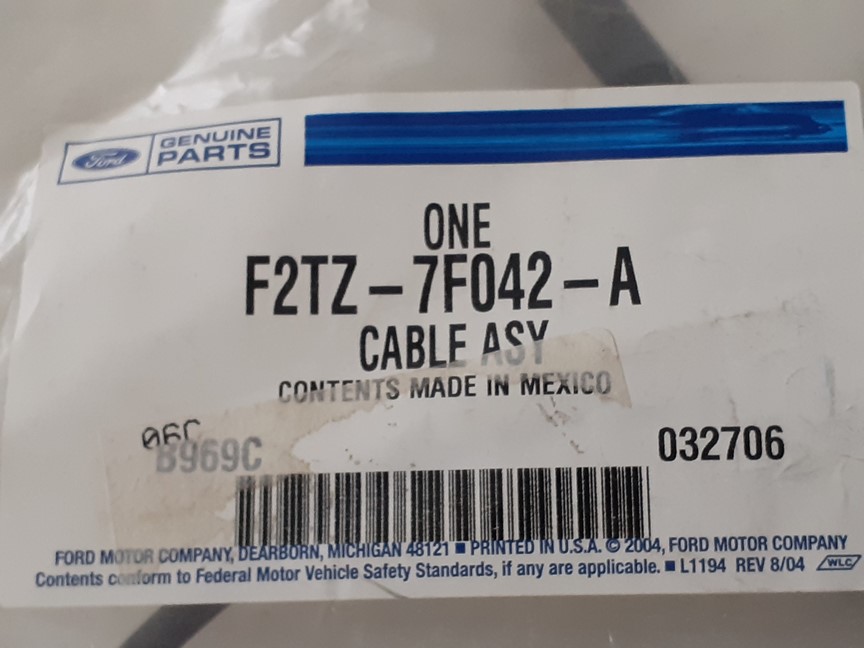 Ford GENUINE
PARTS
ONE
F2TZ-7F042-A
CABLE ASY
CONTENTS MADE IN MEXICO
06C
B969C
032706
FORD MOTOR COMPANY, DEARBORN, MICHIGAN 48121 ■ PRINTED IN U.S.A. © 2004, FORD MOTOR COMPANY
Contents conform to Federal Motor Vehicle Safety Standards, if any are applicable. ■ L1194 REV 8/04 WLC